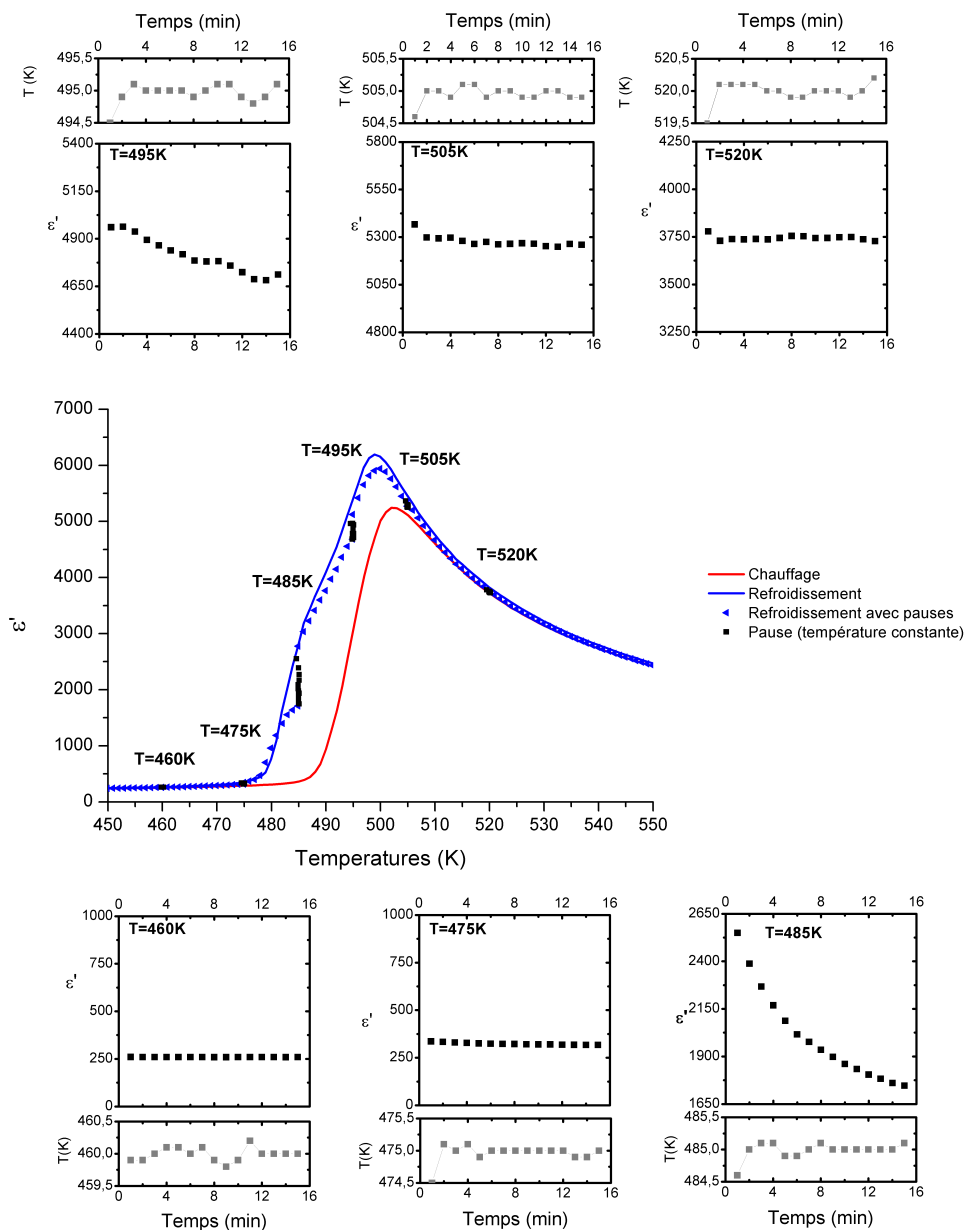 Temps (min) Temps (min) Temps (min)
0 4 8 12 16 0 2 4 6 8 10 12 14 16 0 4 8 12 16
495,5 505,5 520,5
T (K) 495,0 T (K) 505,0 T (K) 520,0
494,5 504,5 519,5
5400 5800 4250
T=495K T=505K T=520K
5150 5550 4000
ε' 4900 ε' 5300 ε' 3750
4650 5050 3500
4400 4800 3250
0 4 8 12 16 0 4 8 12 16 0 4 8 12 16
7000
T=495K
T=505K
6000
5000
T=520K
T=485K
4000
Chauffage
Refroidissement
Refroidissement avec pauses
Pause (température constante)
ε'
3000
2000
T=475K
1000
T=460K
0
450 460 470 480 490 500 510 520 530 540 550
Temperatures (K)
0 4 8 12 16 0 4 8 12 16 0 4 8 12 16
1000 1000 2650
T=460K T=475K T=485K
750 750 2400
ε' 500 500 2150
ε'
250 250 1900
0 0 1650
460,5 475,5 485,5
T(K) 460,0 T(K) 475,0 T(K) 485,0
459,5 474,5 484,5
0 4 8 12 16 0 4 8 12 16 0 4 8 12 16
Temps (min) Temps (min) Temps (min)